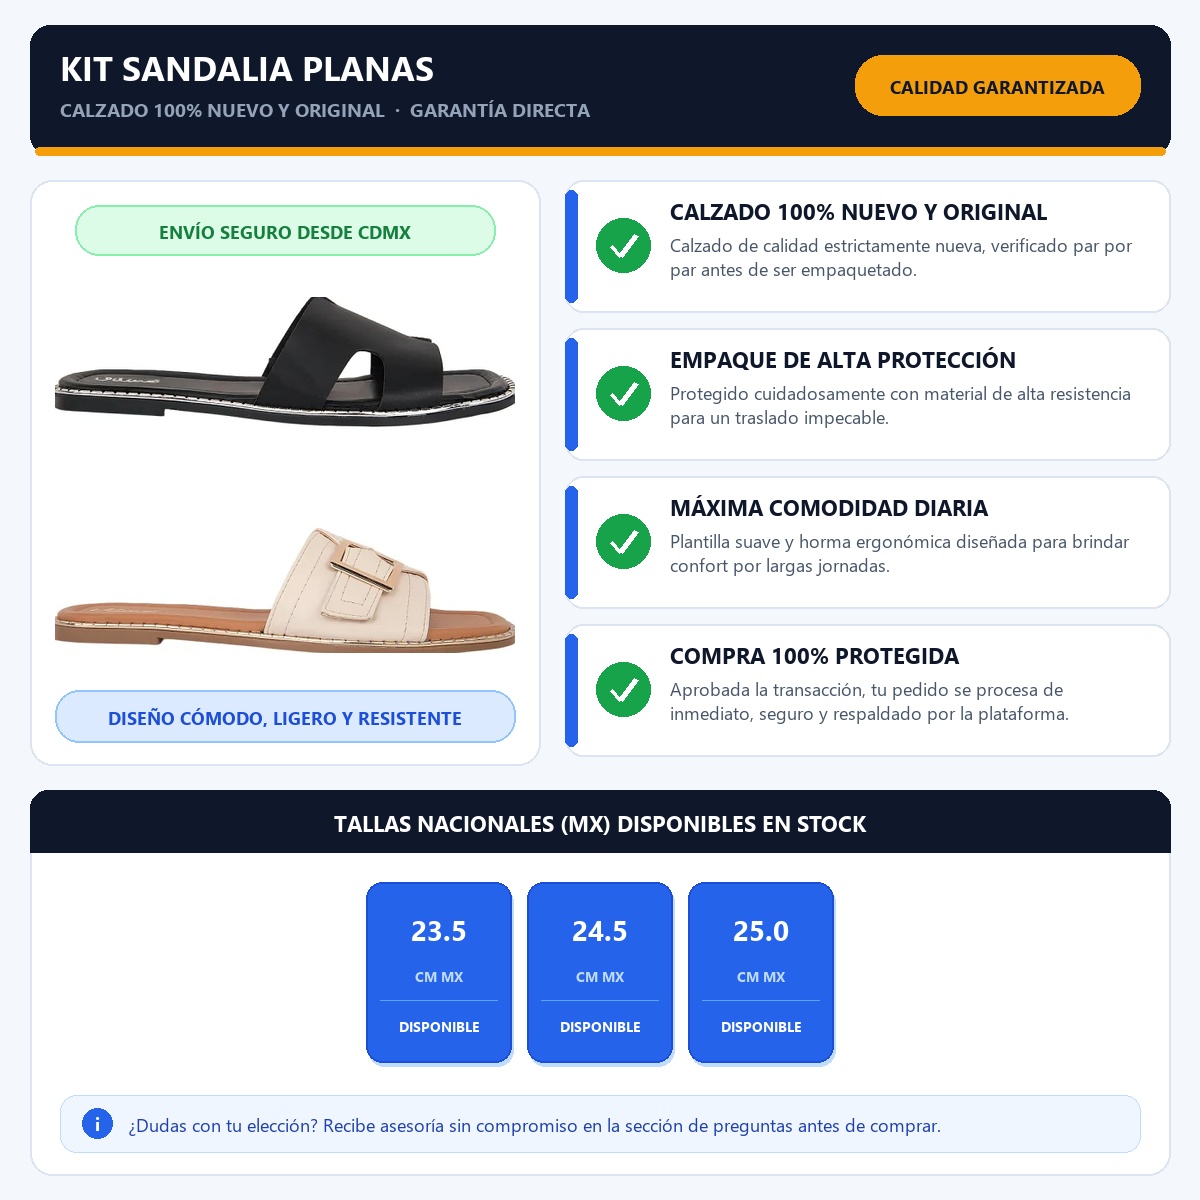 KIT SANDALIA PLANAS
CALZADO 100% NUEVO Y ORIGINAL · GARANTÍA DIRECTA
CALIDAD GARANTIZADA
ENVÍO SEGURO DESDE CDMX
DISEÑO CÓMODO, LIGERO Y RESISTENTE
CALZADO 100% NUEVO Y ORIGINAL
Calzado de calidad estrictamente nueva, verificado par por
par antes de ser empaquetado.
EMPAQUE DE ALTA PROTECCIÓN
Protegido cuidadosamente con material de alta resistencia
para un traslado impecable.
MÁXIMA COMODIDAD DIARIA
Plantilla suave y horma ergonómica diseñada para brindar
confort por largas jornadas.
COMPRA 100% PROTEGIDA
Aprobada la transacción, tu pedido se procesa de
inmediato, seguro y respaldado por la plataforma.
TALLAS NACIONALES (MX) DISPONIBLES EN STOCK
23.5
CM MX
DISPONIBLE
24.5
CM MX
DISPONIBLE
25.0
CM MX
DISPONIBLE
¿Dudas con tu elección? Recibe asesoría sin compromiso en la sección de preguntas antes de comprar.